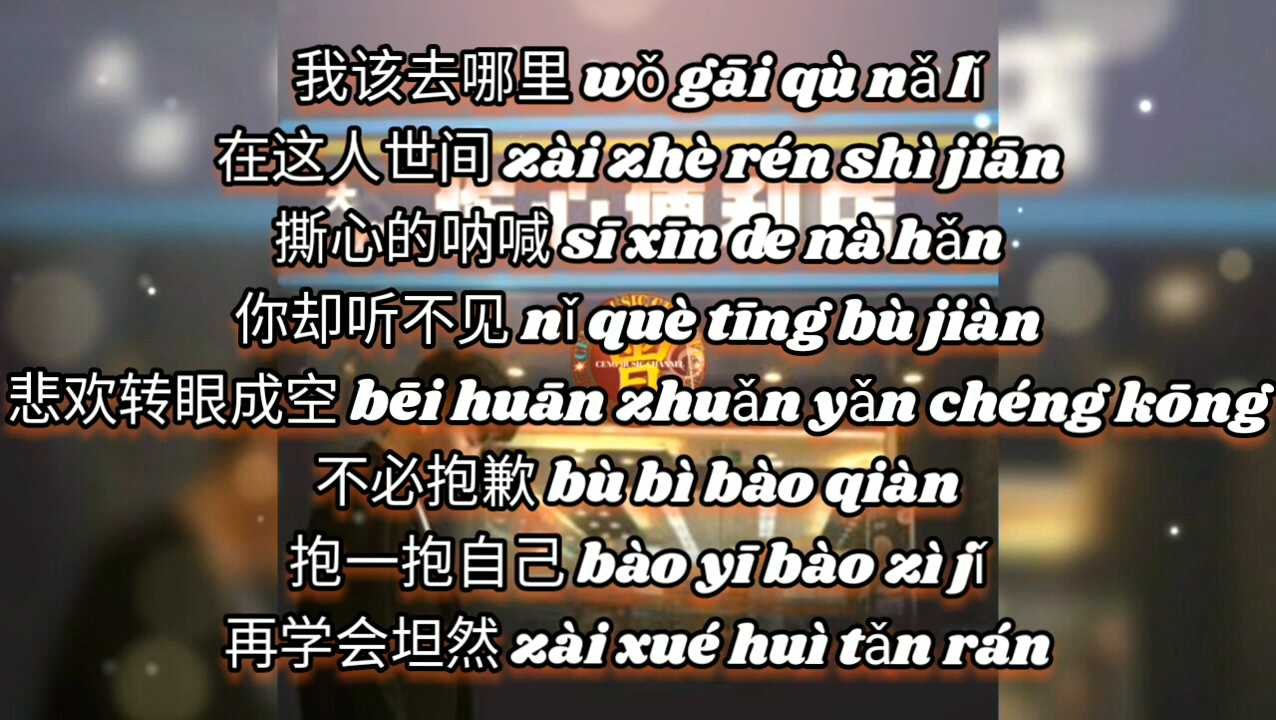 我该去哪里 wǒ gāi qù nǎ lǐ
在这人世间 zài zhè rén shì jiān
撕心的呐喊 sī xīn de nà hǎn
你却听不见 nǐ què tīng bù jiàn
悲欢转眼成空 bēi huān zhuǎn yǎn chéng kōng
不必抱歉 bù bì bào qiàn
抱一抱自己 bào yī bào zì jǐ
再学会坦然 zài xué huì tǎn rán
CENG MUSIC CHANNEL